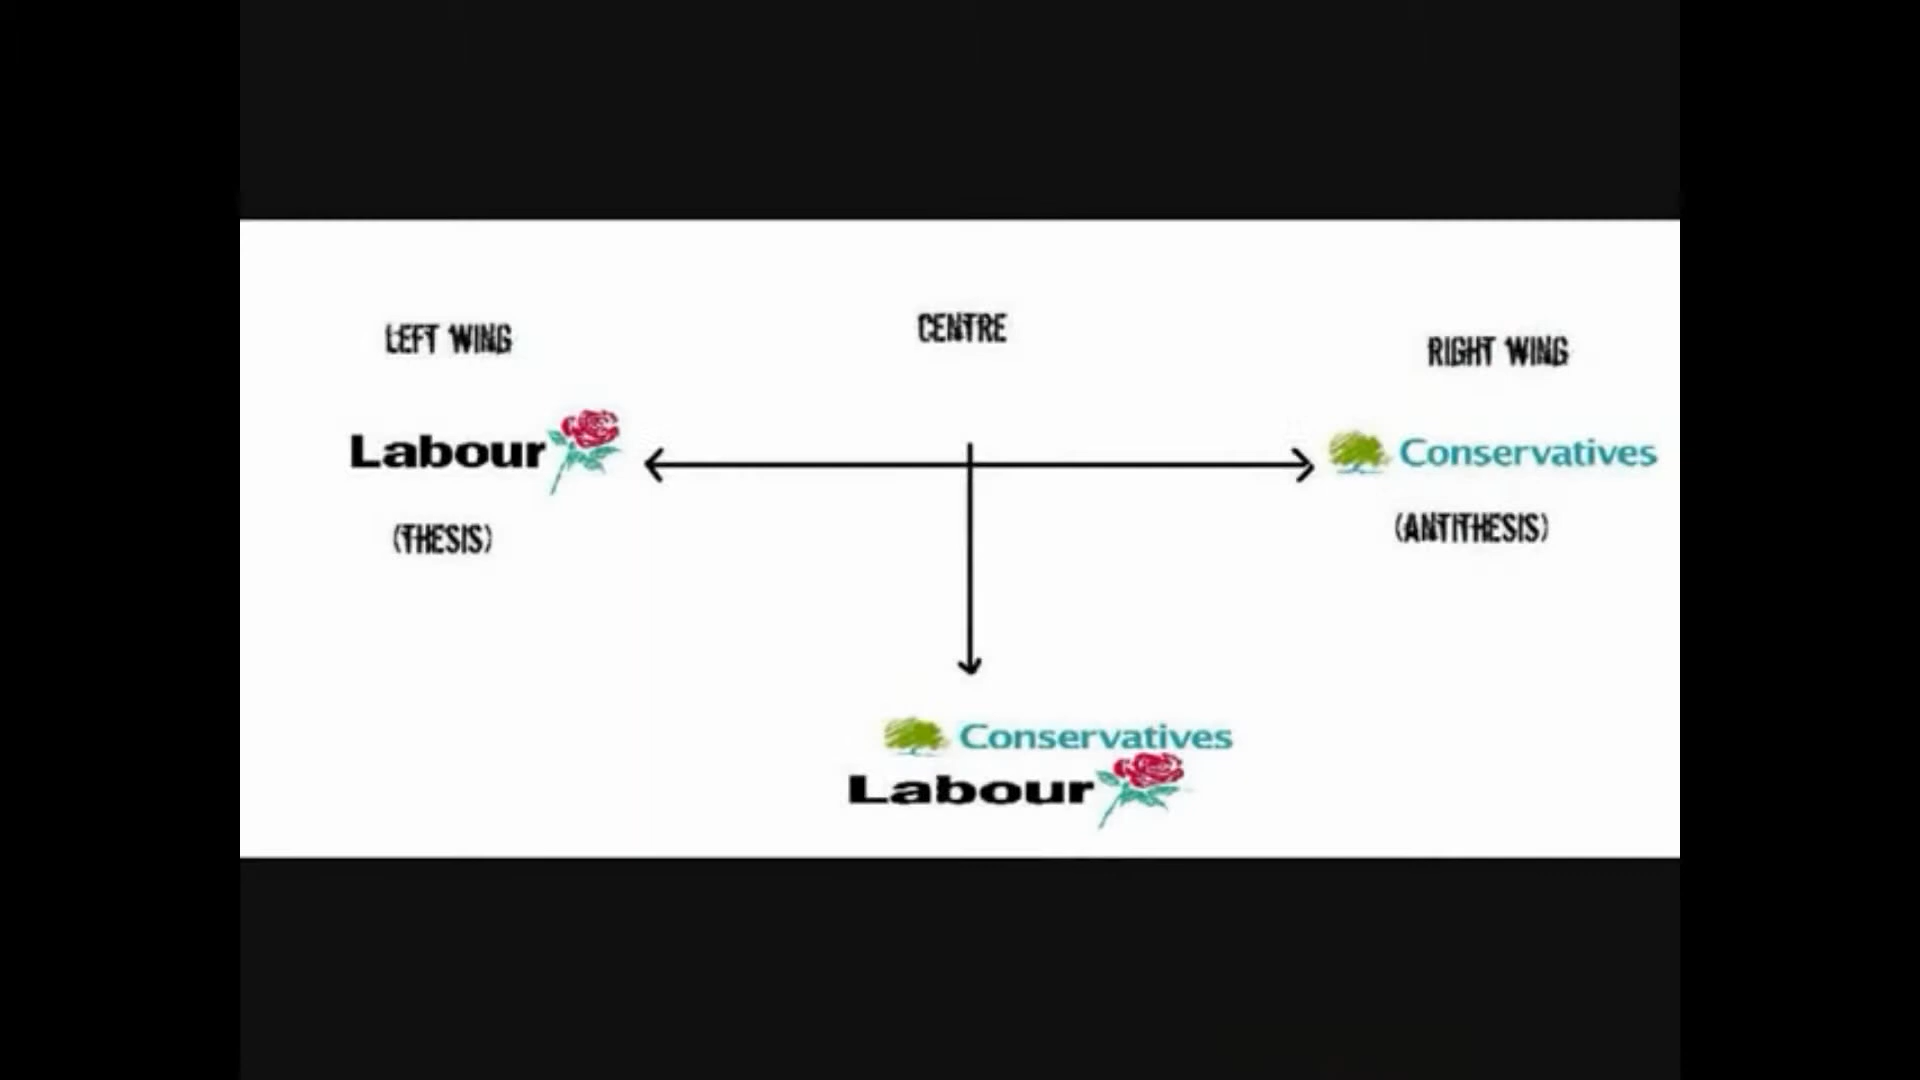 LEFT WING
CENTRE
RIGHT WING
Labour
Conservatives
(THESIS)
(ANTITHESIS)
Conservatives
Labour